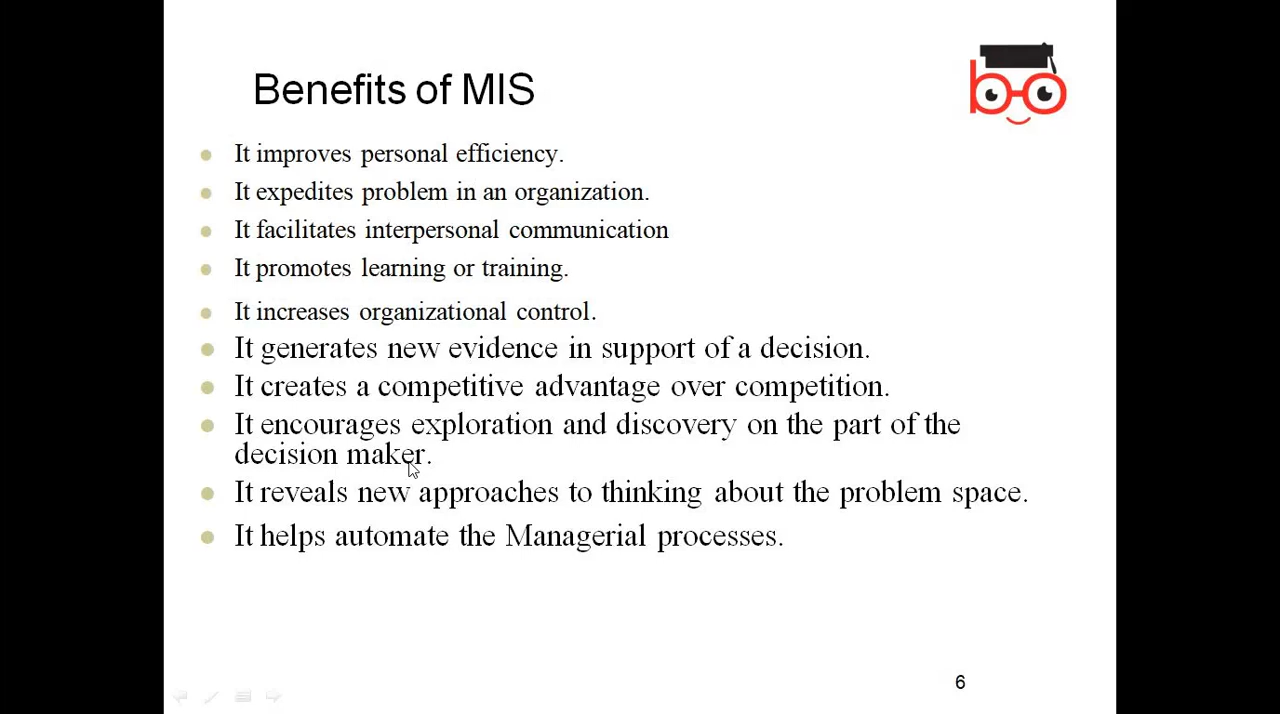 Benefits of MIS
It improves personal efficiency.
It expedites problem in an organization.
It facilitates interpersonal communication
It promotes learning or training.
It increases organizational control.
It generates new evidence in support of a decision.
It creates a competitive advantage over competition.
It encourages exploration and discovery on the part of the
decision maker.
It reveals new approaches to thinking about the problem space.
It helps automate the Managerial processes.
6